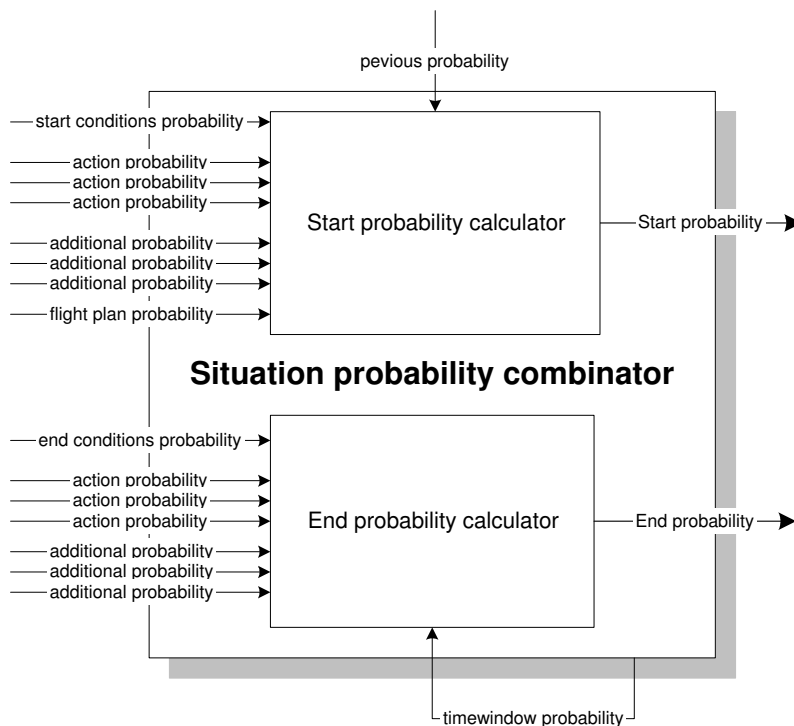 pevious probability
start conditions probability
action probability
action probability
action probability
additional probability
additional probability
additional probability
flight plan probability
Start probability calculator
Start probability
Situation probability combinator
end conditions probability
action probability
action probability
action probability
additional probability
additional probability
additional probability
End probability calculator
End probability
timewindow probability